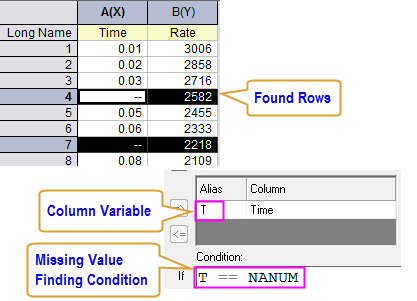 A(X) B(Y)
Long Name Time Rate
1 0.01 3006
2 0.02 2858
3 0.03 2716
4 -- 2582
5 0.05 2455
6 0.06 2333
7 -- 2218
8 0.08 2109
Found Rows
Alias Column
T Time
Column Variable
=>
<=
Condition:
Missing Value
Finding Condition
If T == NANUM